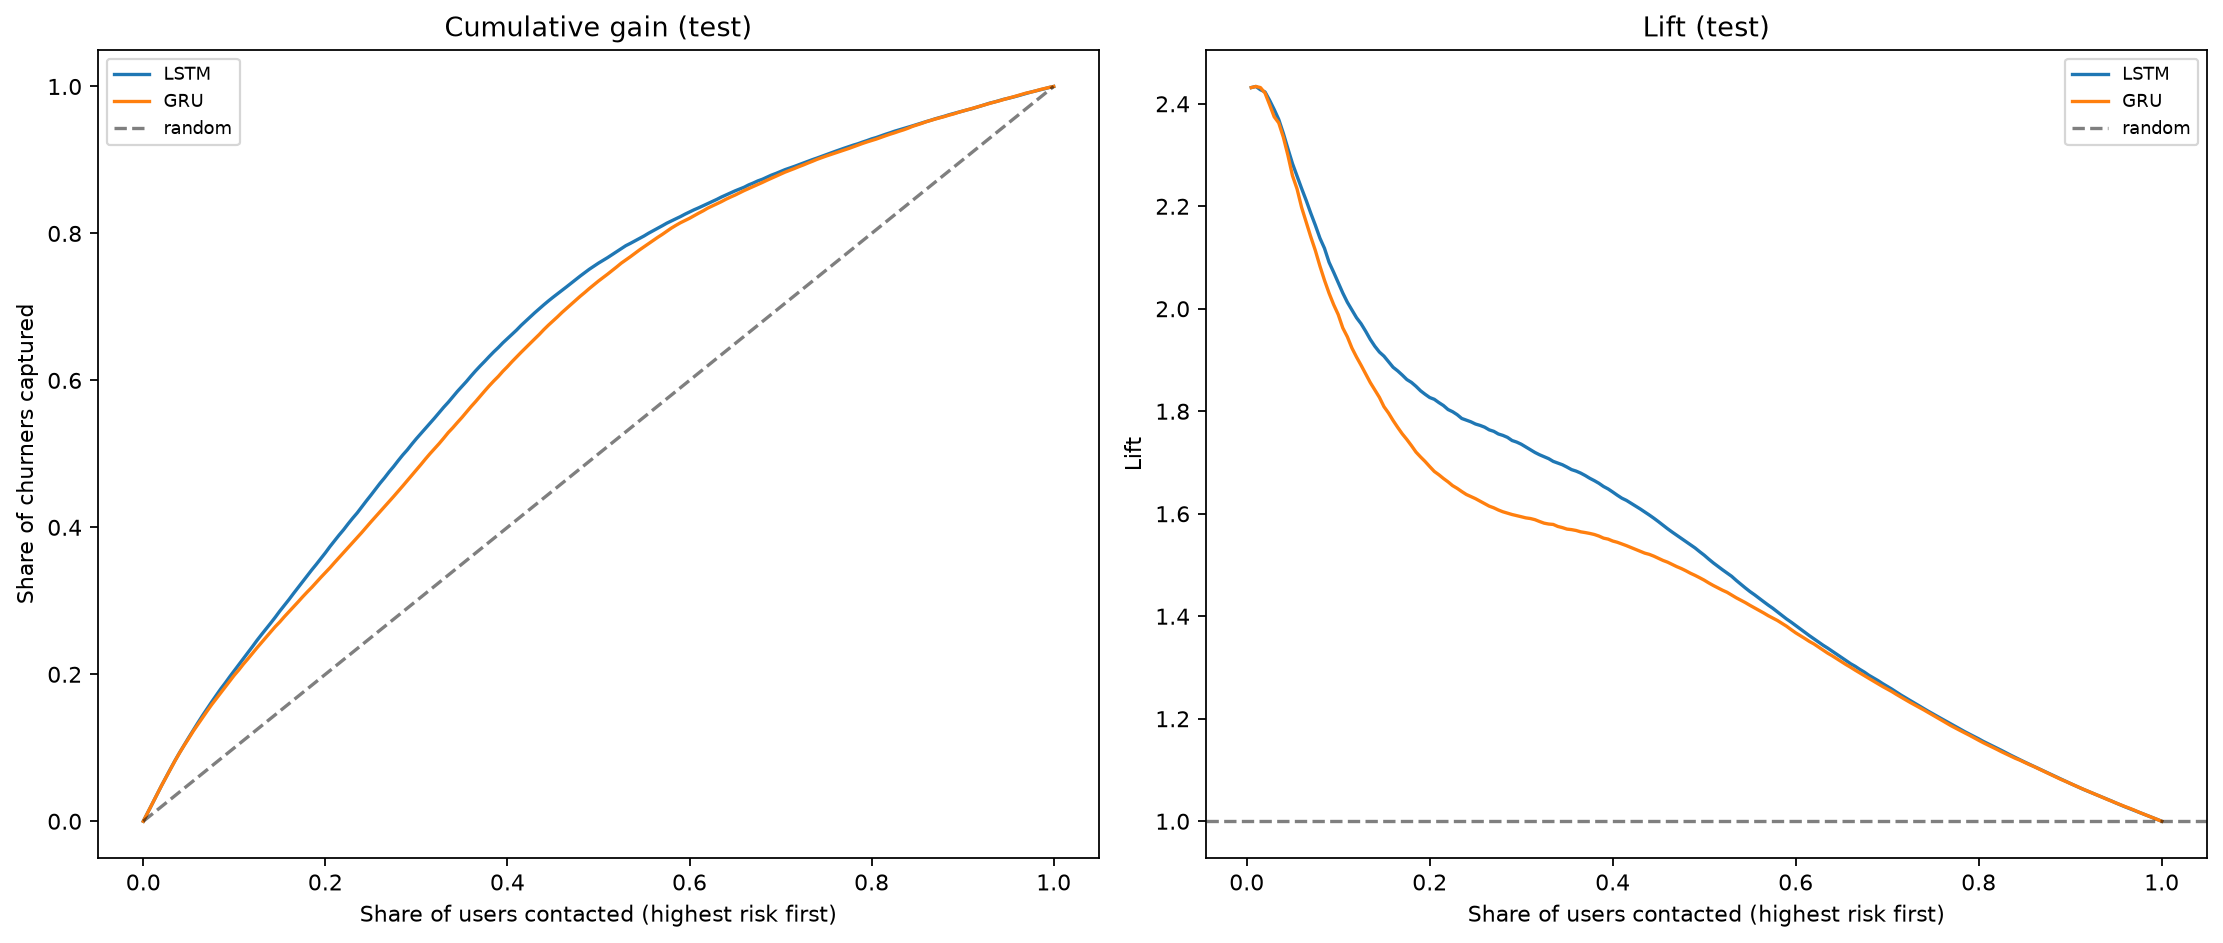 Cumulative gain (test)
LSTM
GRU
random
1.0
0.8
0.6
0.4
0.2
0.0
Share of churners captured
0.0 0.2 0.4 0.6 0.8 1.0
Share of users contacted (highest risk first)
Lift (test)
LSTM
GRU
random
2.4
2.2
2.0
1.8
1.6
1.4
1.2
1.0
Lift
0.0 0.2 0.4 0.6 0.8 1.0
Share of users contacted (highest risk first)